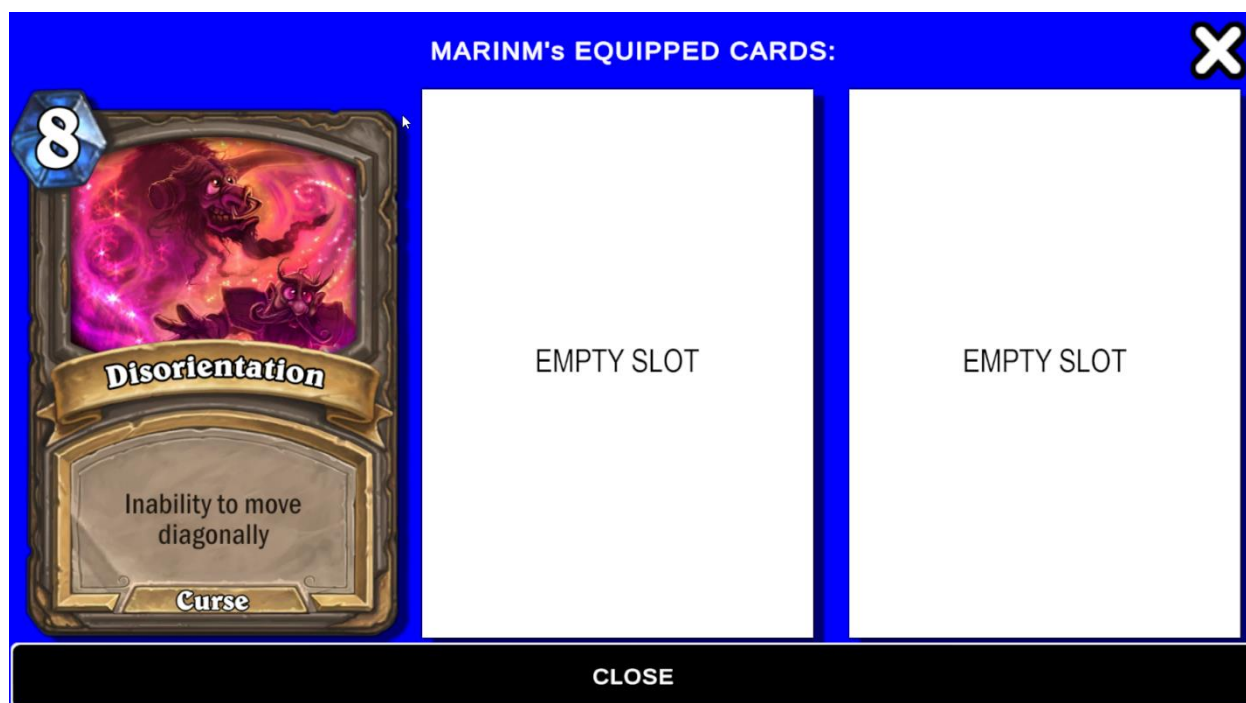 MARINM's EQUIPPED CARDS:
8
Disorientation
Inability to move
diagonally
Curse
EMPTY SLOT
EMPTY SLOT
CLOSE